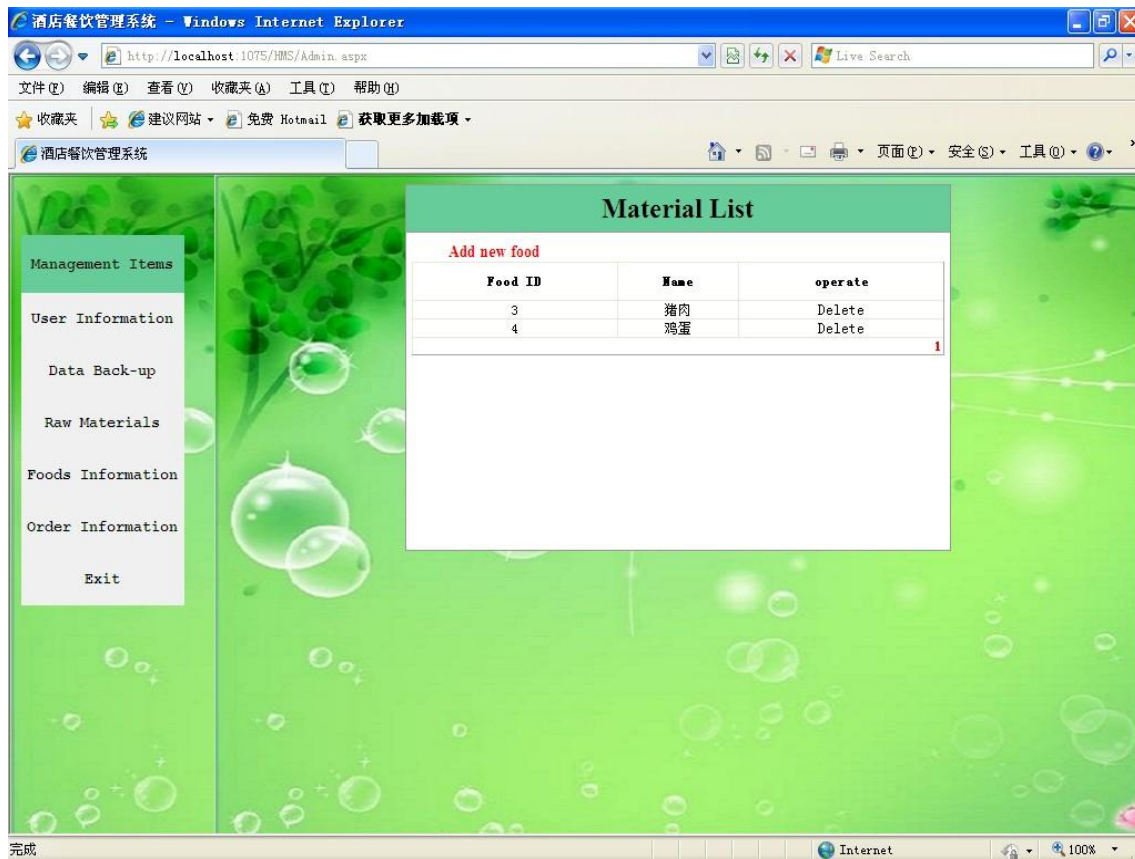 酒店餐饮管理系统 - Windows Internet Explorer
http://localhost:1075/HMS/Admin.aspx
Live Search
文件(F) 编辑(E) 查看(V) 收藏夹(A) 工具(T) 帮助(H)
收藏夹 建议网站 免费 Hotmail 获取更多加载项
酒店餐饮管理系统
页面(P) 安全(S) 工具(O)
Management Items
User Information
Data Back-up
Raw Materials
Foods Information
Order Information
Exit
Material List
Add new food
Food ID Name operate
3 猪肉 Delete
4 鸡蛋 Delete
1
完成 Internet 100%